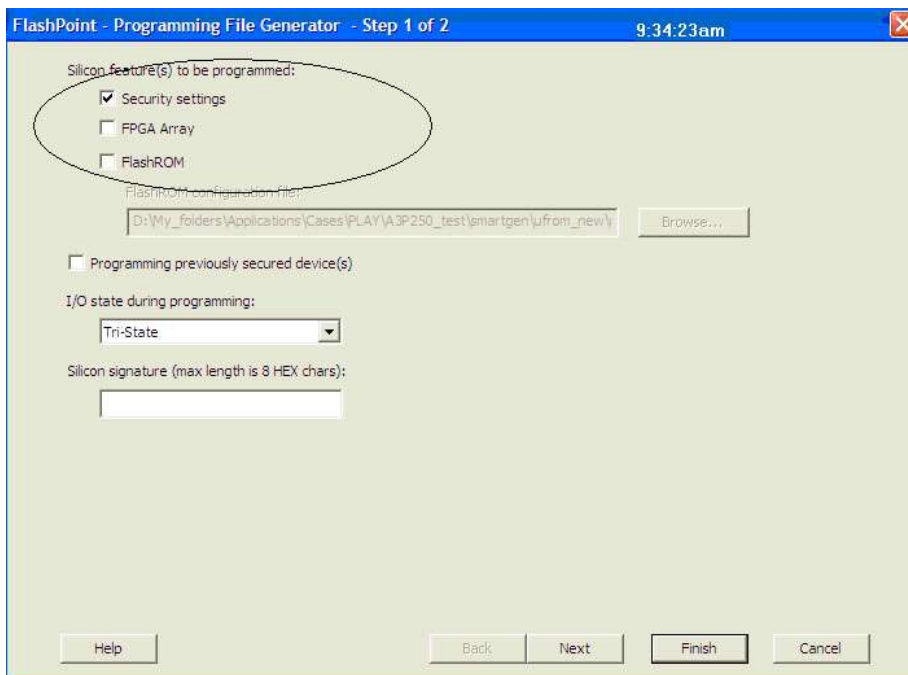 FlashPoint - Programming File Generator - Step 1 of 2 9:34:23am
Silicon feature(s) to be programmed:
Security settings
FPGA Array
FlashROM
FlashROM configuration file:
D:\My_folders\Applications\Cases\PLAY\A3P250_test\smartgen\ufrom_new\ Browse...
Programming previously secured device(s)
I/O state during programming:
Tri-State
Silicon signature (max length is 8 HEX chars):
Help Back Next Finish Cancel